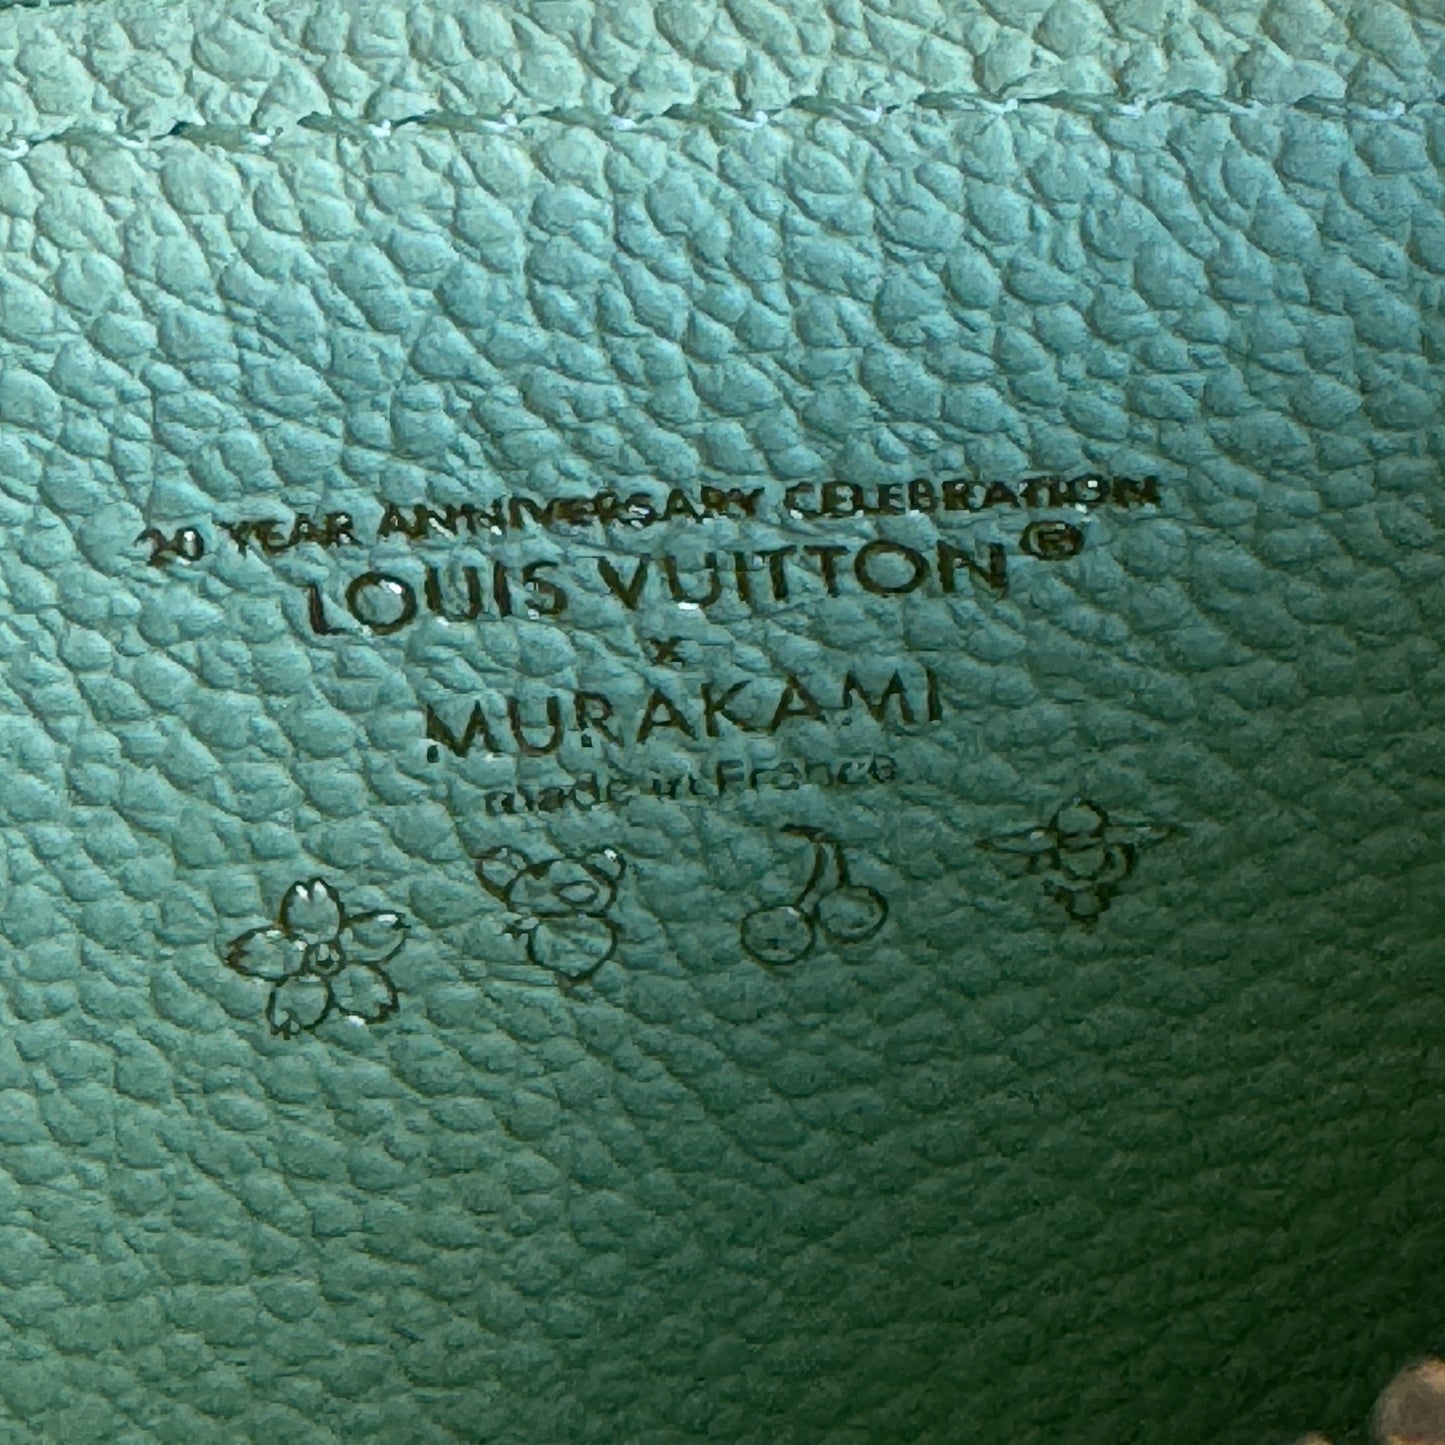 20 YEAR ANNIVERSARY CELEBRATION
LOUIS VUITTON®
x
MURAKAMI
made in France